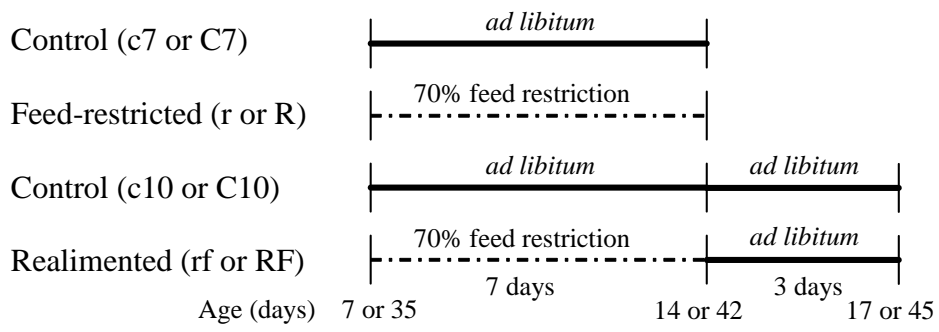 Control (c7 or C7) ad libitum
Feed-restricted (r or R) 70% feed restriction
Control (c10 or C10) ad libitum ad libitum
Realimented (rf or RF) 70% feed restriction ad libitum
7 days 3 days
Age (days) 7 or 35 14 or 42 17 or 45